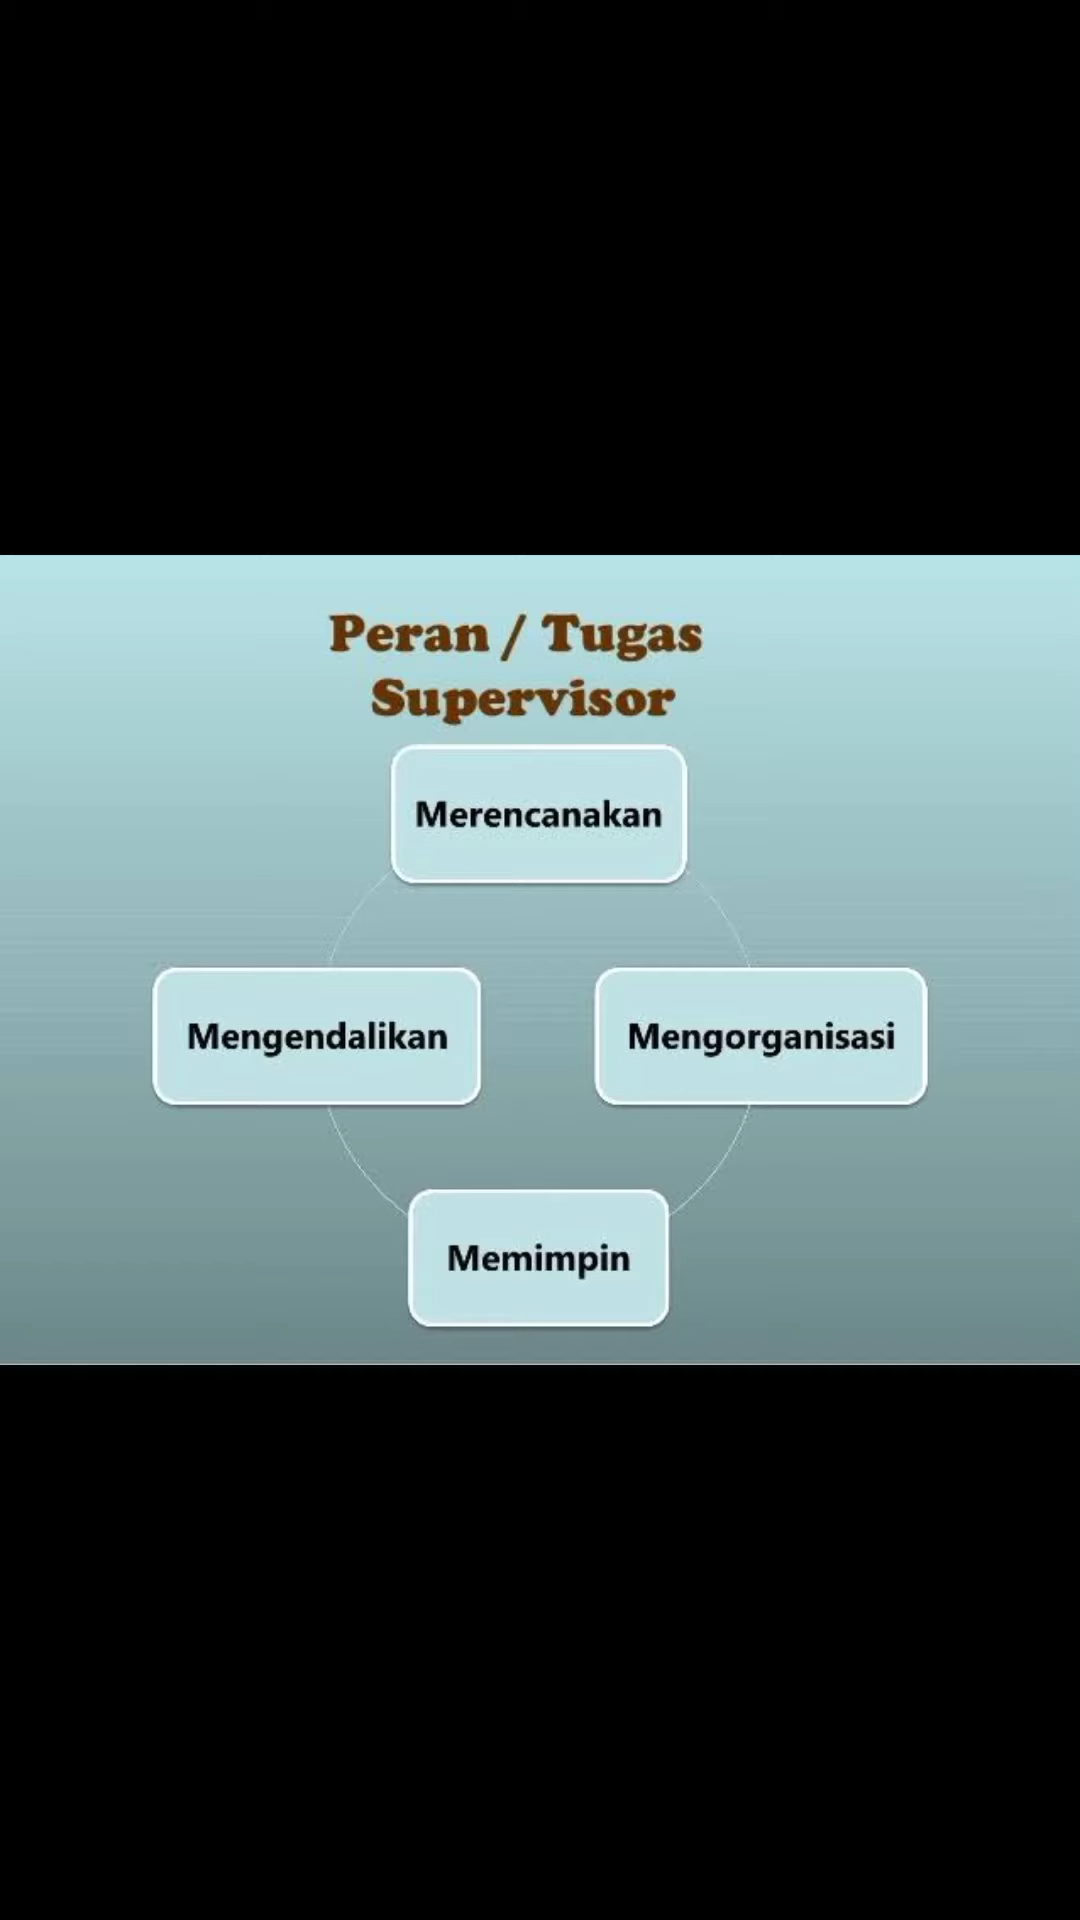 Peran / Tugas
Supervisor
Merencanakan
Mengendalikan
Mengorganisasi
Memimpin